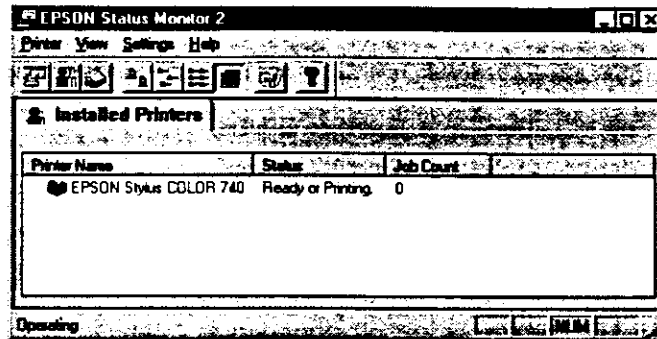 EPSON Status Monitor 2
Printer View Settings Help
Installed Printers
Printer Name Status Job Count
EPSON Stylus COLOR 740 Ready or Printing. 0
Operating NUM